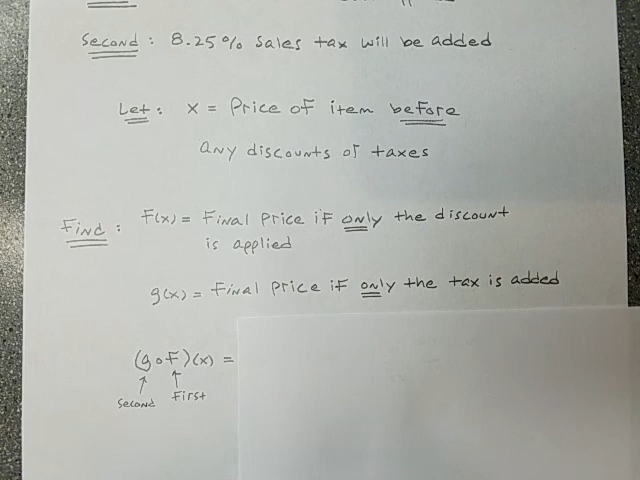 Second: 8.25% sales tax will be added
Let: x = Price of item before
any discounts or taxes
Find: F(x) = Final Price if only the discount
is applied
g(x) = Final price if only the tax is added
(g∘F)(x) =
Second First